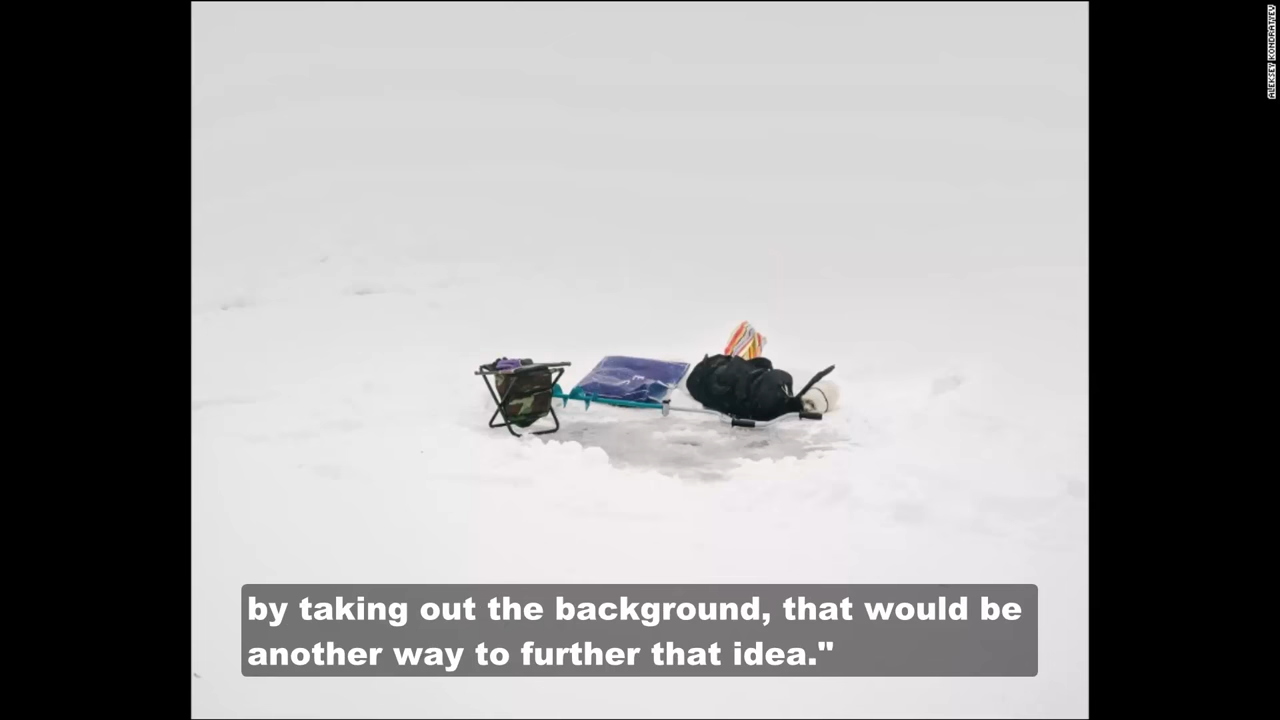 ALEKSEY KONDRATYEV
by taking out the background, that would be
another way to further that idea."